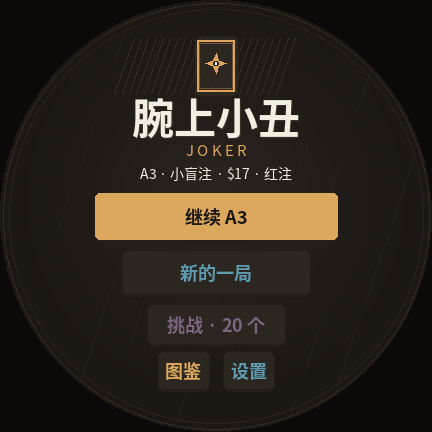 腕上小丑
JOKER
A3 · 小盲注 · $17 · 红注
继续 A3
新的一局
挑战 · 20 个
图鉴 设置